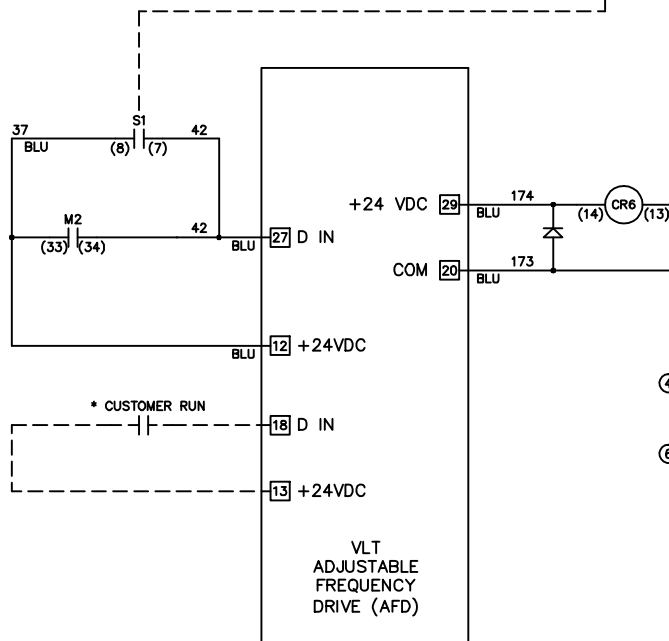 S1
37
42
BLU
(8)
(7)
M2
42
(33)
(34)
BLU
27
D IN
+24 VDC
29
174
BLU
(14)
CR6
(13)
COM
20
173
BLU
BLU
12
+24VDC
* CUSTOMER RUN
18
D IN
13
+24VDC
VLT
ADJUSTABLE
FREQUENCY
DRIVE (AFD)